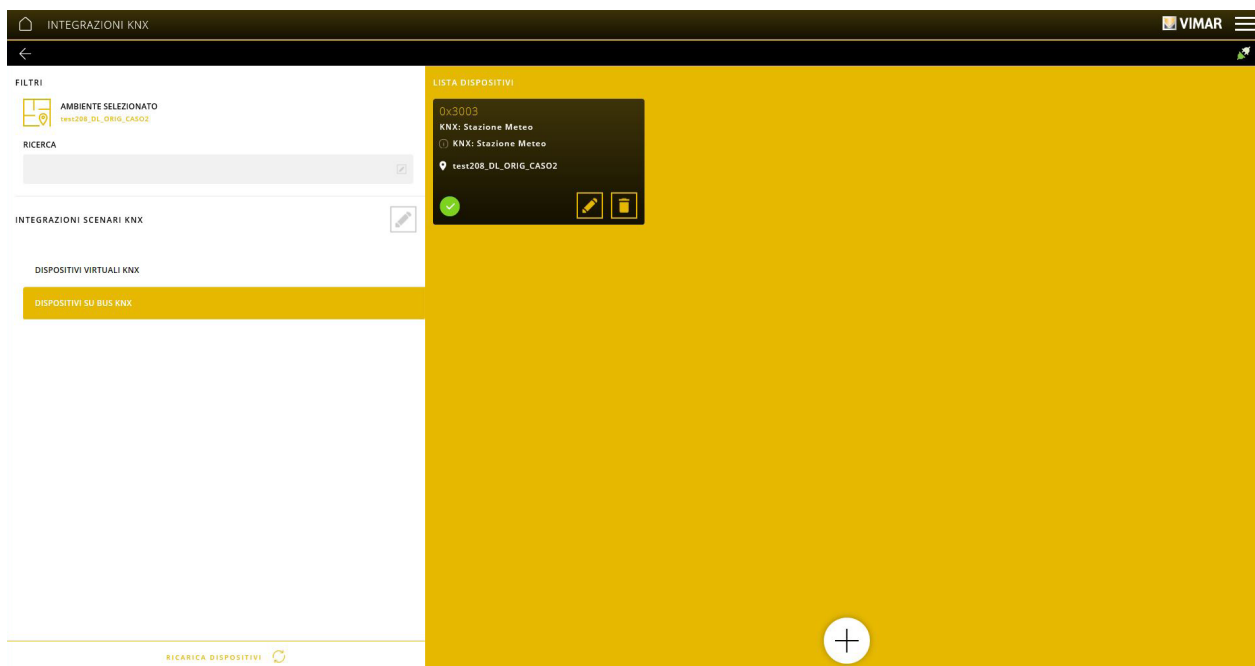 INTEGRAZIONI KNX
VIMAR
FILTRI
AMBIENTE SELEZIONATO
test208_DL_ORIG_CASO2
RICERCA
INTEGRAZIONI SCENARI KNX
DISPOSITIVI VIRTUALI KNX
DISPOSITIVI SU BUS KNX
RICARICA DISPOSITIVI
LISTA DISPOSITIVI
0x3003
KNX: Stazione Meteo
KNX: Stazione Meteo
test208_DL_ORIG_CASO2